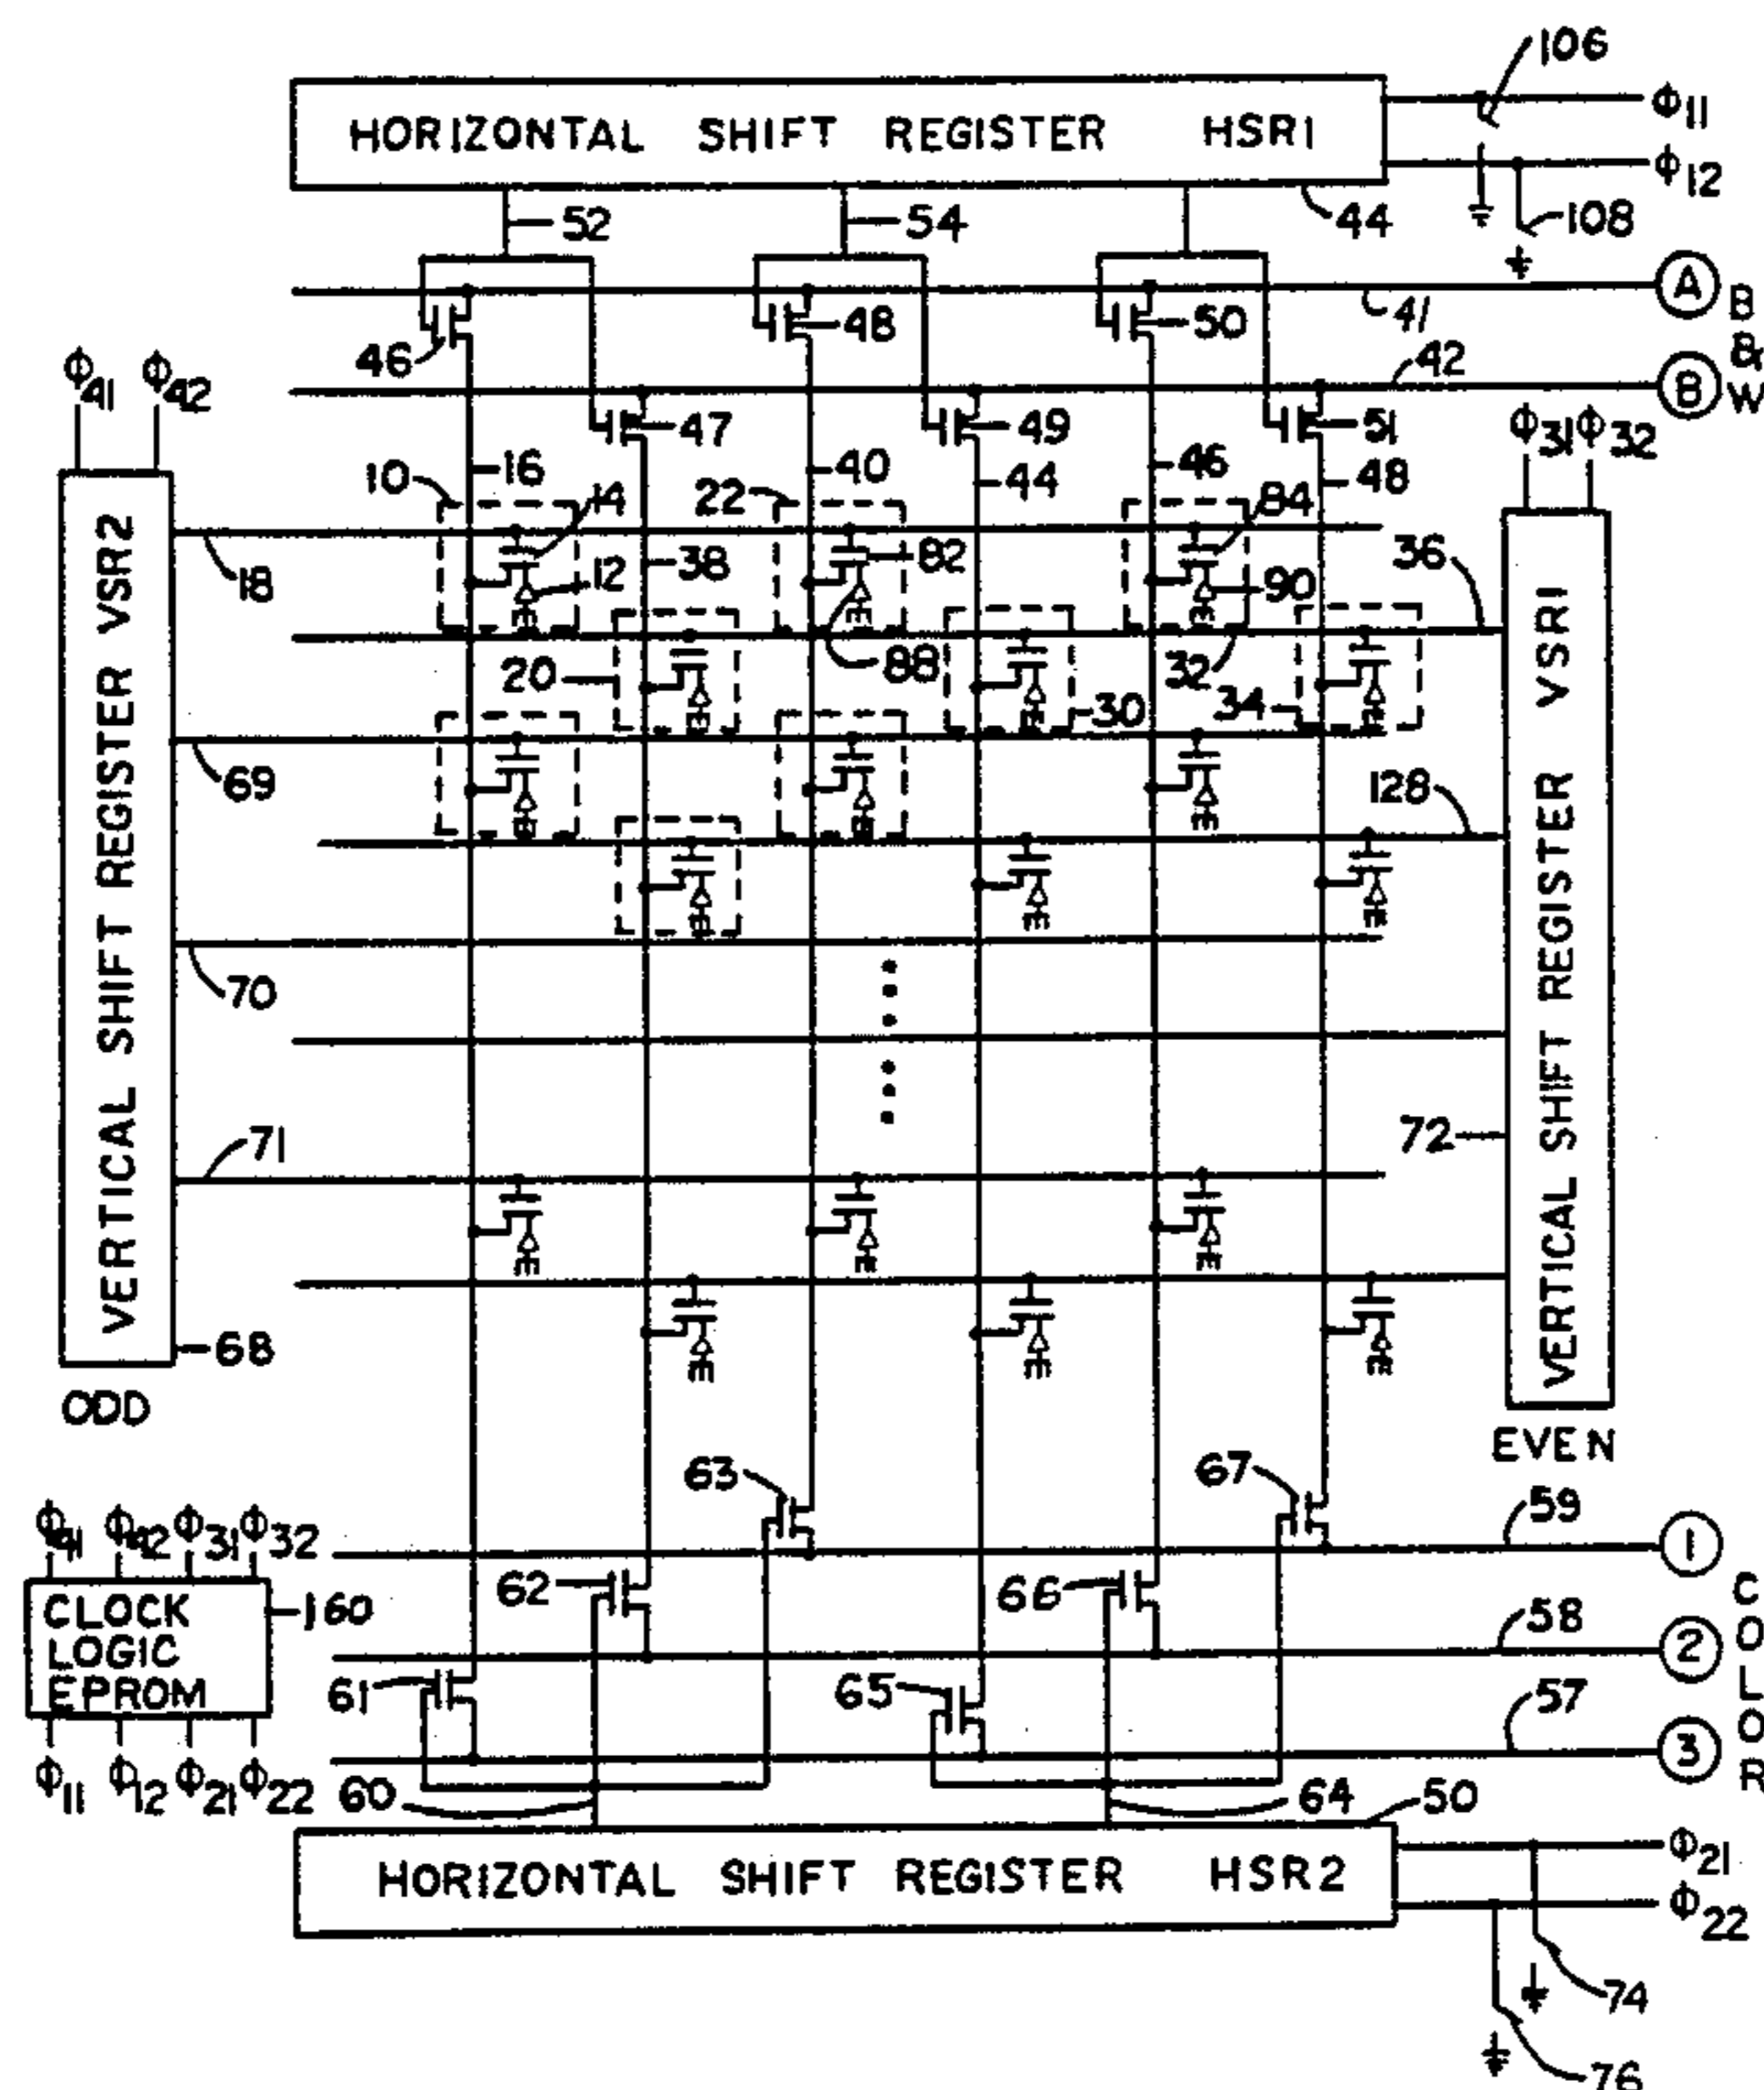 106
HORIZONTAL SHIFT REGISTER HSR1
Φ11
Φ12
52
54
44
108
A
B
&
W
41
46
48
50
42
B
Φ41 Φ42
47
49
51
Φ31 Φ32
10
16
14
22
40
44
46
84
48
36
18
12
38
82
90
20
88
30
32
34
69
128
VERTICAL SHIFT REGISTER VSR2
VERTICAL SHIFT REGISTER VSR1
70
72
71
68
ODD
EVEN
63
67
59
1
Φ41 Φ42 Φ31 Φ32
62
66
58
2
COLOR
CLOCK
LOGIC
EPROM
160
61
65
57
3
Φ11 Φ12 Φ21 Φ22
60
64
50
HORIZONTAL SHIFT REGISTER HSR2
Φ21
Φ22
74
76